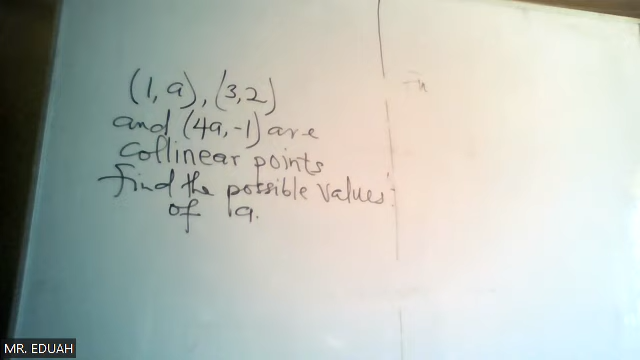 (1, a), (3, 2)
and (4a, -1) are
Collinear points
find the possible values
of a.
MR. EDUAH